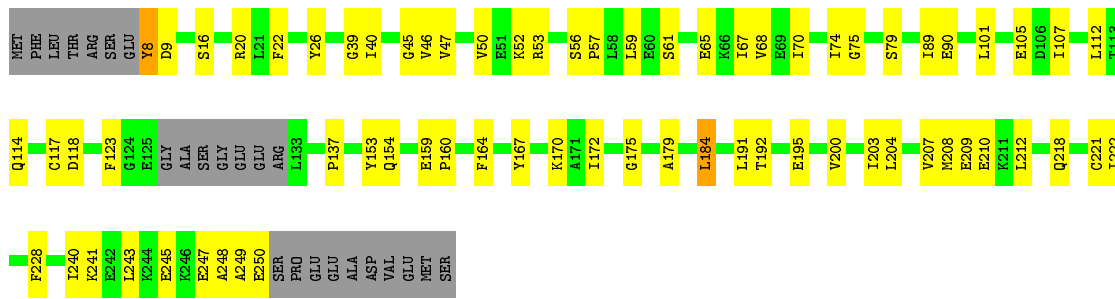 MET PHE LEU THR ARG SER GLU Y8 D9 S16 R20 L21 F22 Y26 G39 I40 G45 V46 V47 V50 E51 K52 R53 S56 P57 L58 L59 E60 S61 E65 K66 I67 V68 E69 I70 I74 G75 S79 I89 E90 L101 E105 D106 I107 L112 T113
Q114 C117 D118 F123 G124 E125 GLY ALA SER GLY GLU GLU ARG L133 P137 Y153 Q154 E159 P160 F164 Y167 K170 A171 I172 G175 A179 L184 L191 T192 E195 V200 I203 L204 V207 M208 E209 E210 K211 L212 Q218 C221
F228 I240 K241 E242 L243 K244 E245 K246 E247 A248 A249 E250 SER PRO GLU GLU ALA ASP VAL GLU MET SER